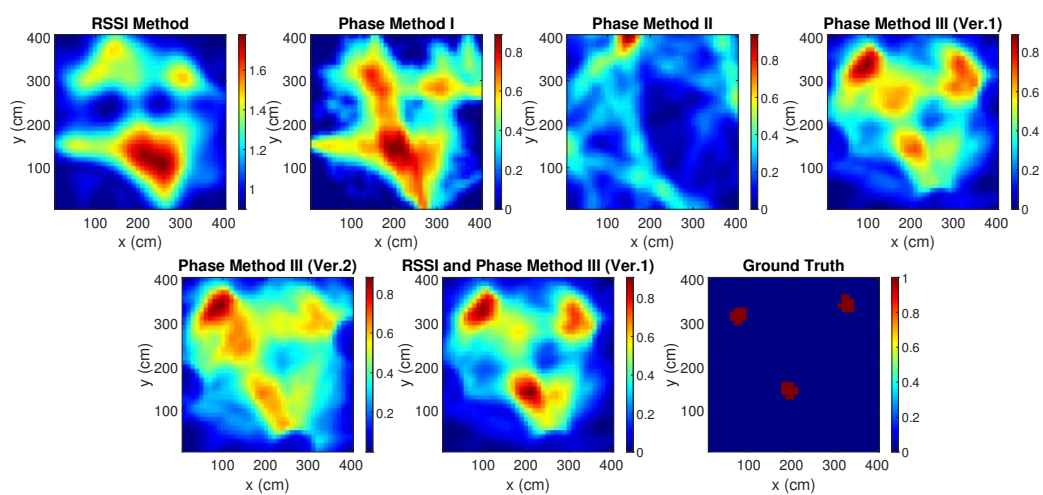 RSSI Method
400
300
200
100
100 200 300 400
x (cm)
y (cm)
1.6
1.4
1.2
1
Phase Method I
400
300
200
100
100 200 300 400
x (cm)
y (cm)
0.8
0.6
0.4
0.2
0
Phase Method II
400
300
200
100
100 200 300 400
x (cm)
y (cm)
0.8
0.6
0.4
0.2
0
Phase Method III (Ver.1)
400
300
200
100
100 200 300 400
x (cm)
y (cm)
0.8
0.6
0.4
0.2
0
Phase Method III (Ver.2)
400
300
200
100
100 200 300 400
x (cm)
y (cm)
0.8
0.6
0.4
0.2
RSSI and Phase Method III (Ver.1)
400
300
200
100
100 200 300 400
x (cm)
y (cm)
0.8
0.6
0.4
0.2
0
Ground Truth
400
300
200
100
100 200 300 400
x (cm)
y (cm)
1
0.8
0.6
0.4
0.2
0